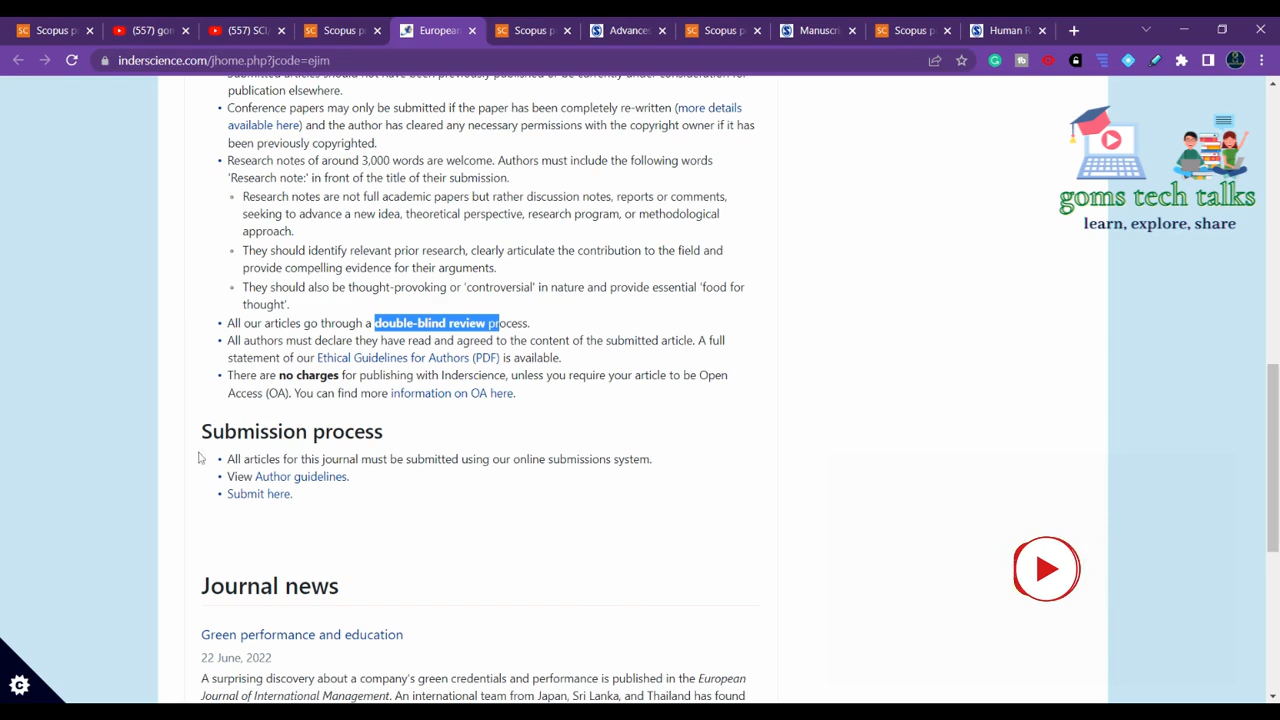 Scopus p
(557) gon
(557) SCI
Scopus p
European
Scopus p
Advances
Scopus p
Manuscri
Scopus p
Human R
inderscience.com/jhome.php?jcode=ejim
publication elsewhere.
• Conference papers may only be submitted if the paper has been completely re-written (more details
available here) and the author has cleared any necessary permissions with the copyright owner if it has
been previously copyrighted.
• Research notes of around 3,000 words are welcome. Authors must include the following words
'Research note:' in front of the title of their submission.
Research notes are not full academic papers but rather discussion notes, reports or comments,
seeking to advance a new idea, theoretical perspective, research program, or methodological
approach.
They should identify relevant prior research, clearly articulate the contribution to the field and
provide compelling evidence for their arguments.
They should also be thought-provoking or 'controversial' in nature and provide essential 'food for
thought'.
• All our articles go through a double-blind review process.
• All authors must declare they have read and agreed to the content of the submitted article. A full
statement of our Ethical Guidelines for Authors (PDF) is available.
• There are no charges for publishing with Inderscience, unless you require your article to be Open
Access (OA). You can find more information on OA here.
Submission process
• All articles for this journal must be submitted using our online submissions system.
• View Author guidelines.
• Submit here.
Journal news
Green performance and education
22 June, 2022
A surprising discovery about a company's green credentials and performance is published in the European
Journal of International Management. An international team from Japan, Sri Lanka, and Thailand has found
goms tech talks
learn, explore, share